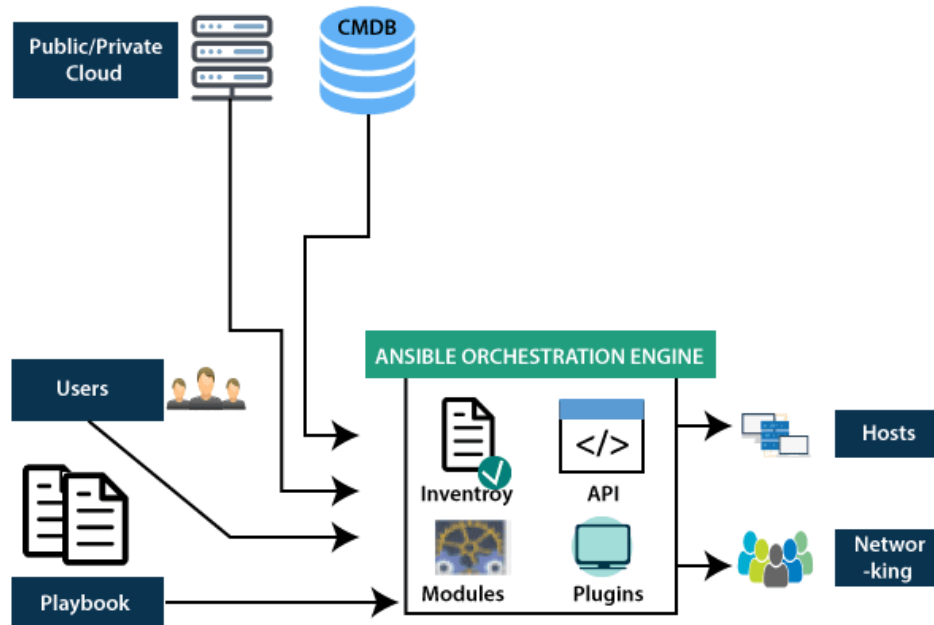 Public/Private
Cloud
CMDB
ANSIBLE ORCHESTRATION ENGINE
Users
Hosts
</>
Inventroy
API
Networ
-king
Modules
Plugins
Playbook